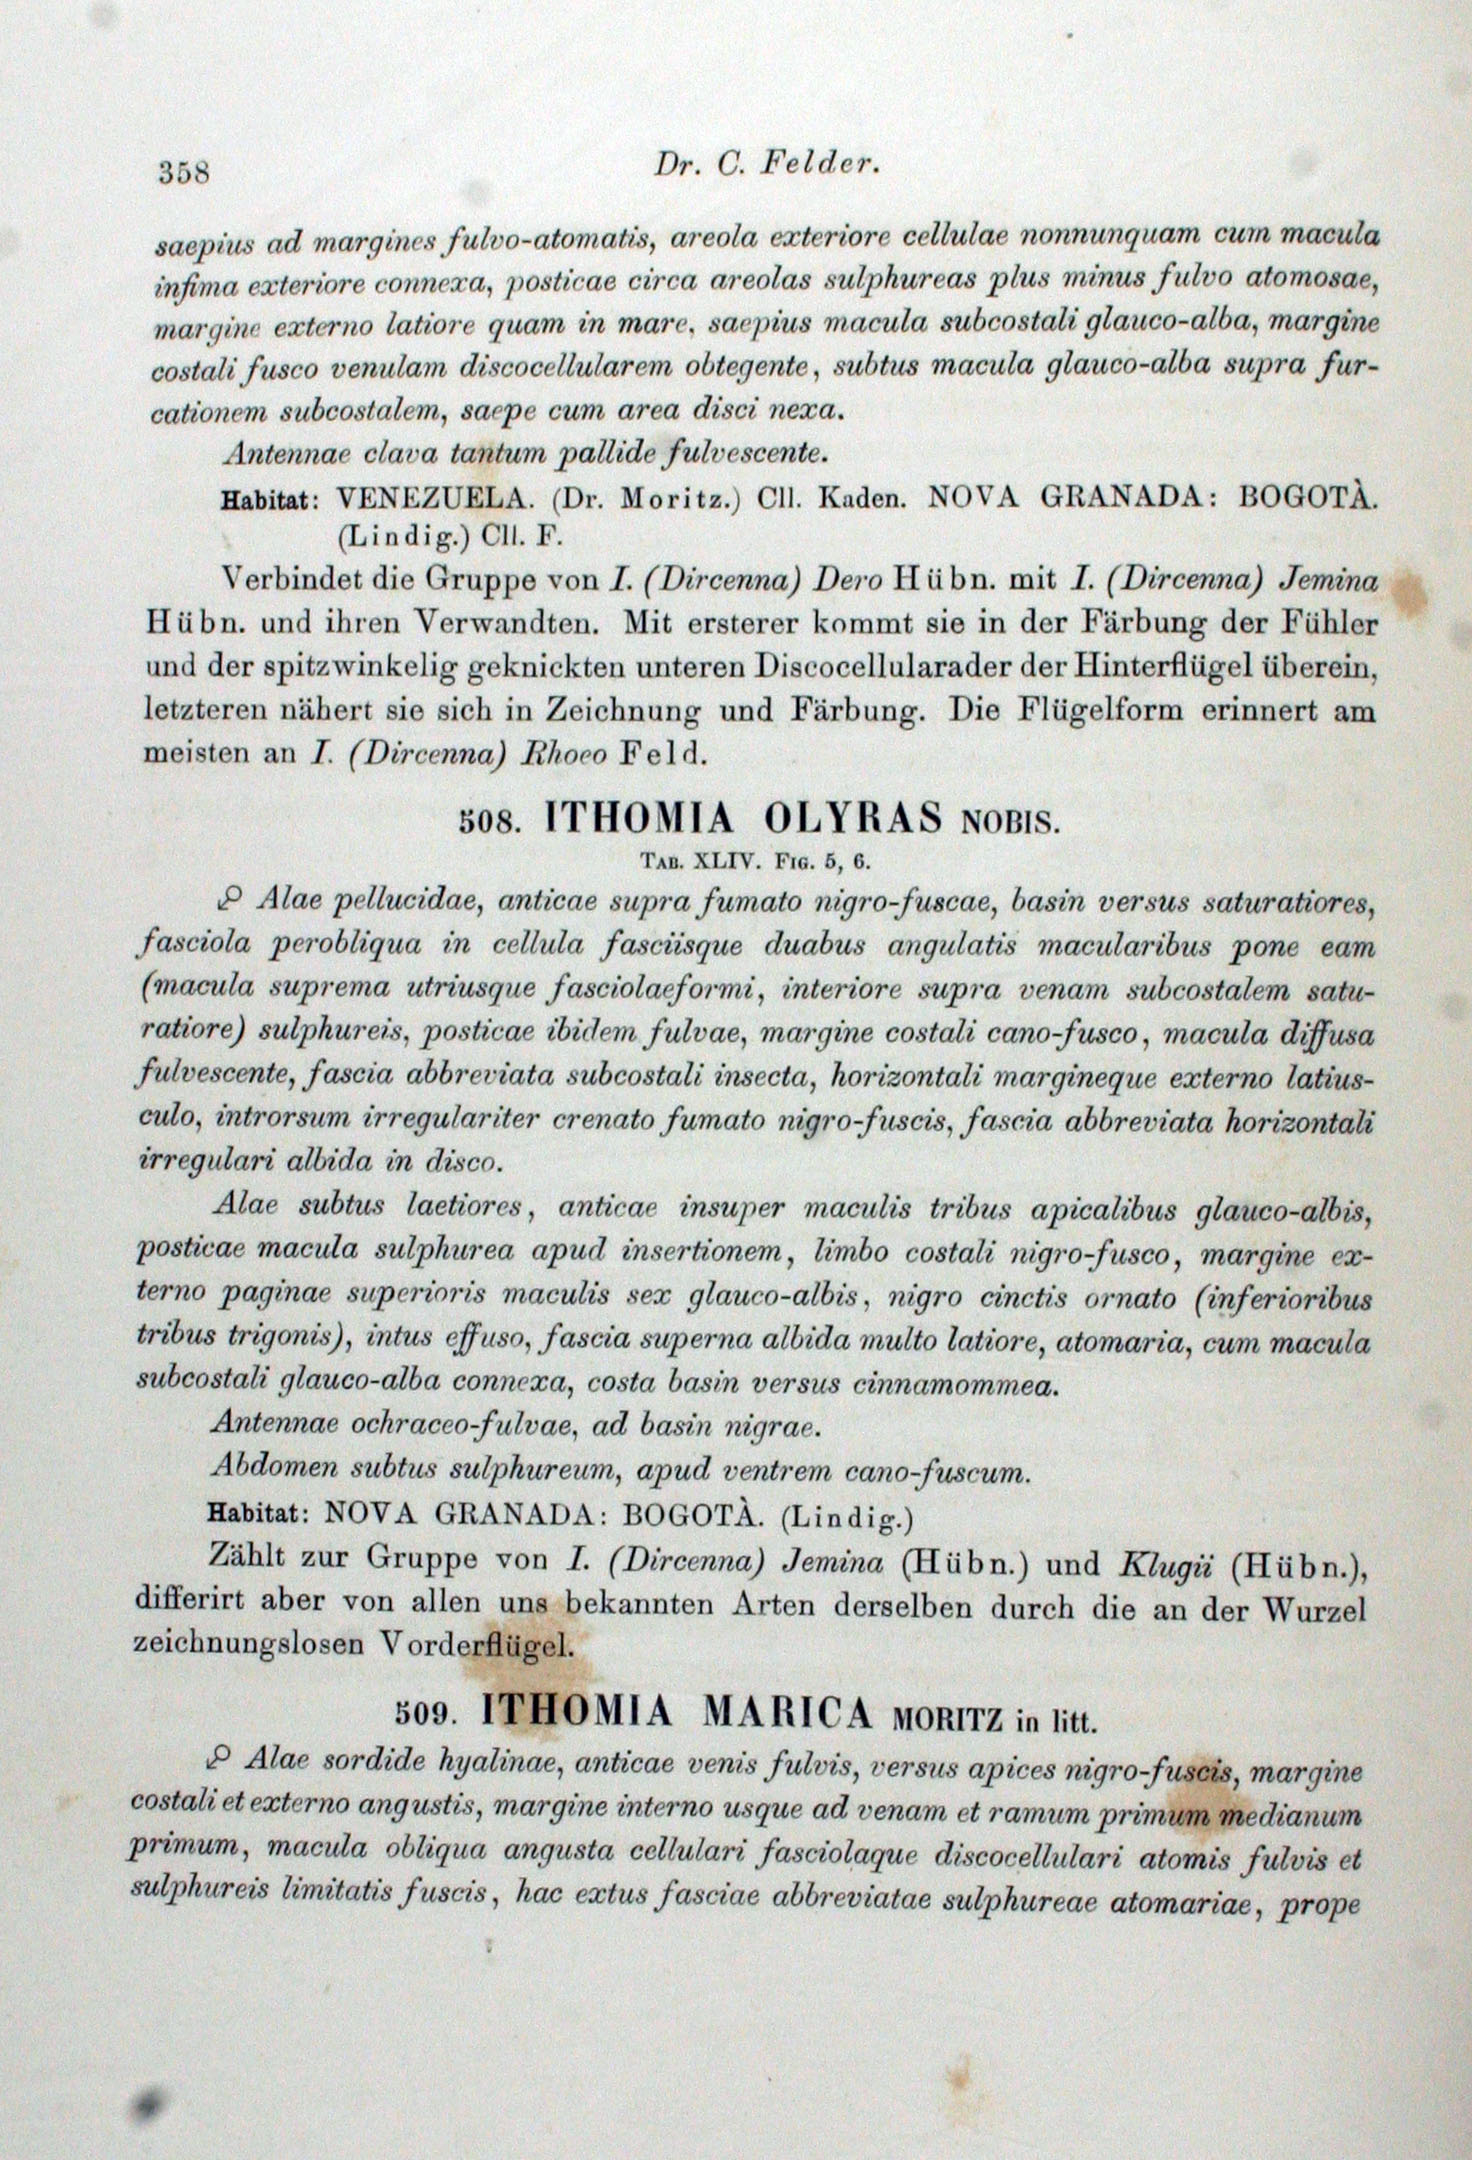 358
Dr. C. Felder.
saepius ad margines fulvo-atomatis, areola exteriore cellulae nonnunquam cum macula
infima exteriore connexa, posticae circa areolas sulphureas plus minus fulvo atomosae,
margine externo latiore quam in mare, saepius macula subcostali glauco-alba, margine
costali fusco venulam discocellularem obtegente, subtus macula glauco-alba supra fur-
cationem subcostalem, saepe cum area disci nexa.
Antennae clava tantum pallide fulvescente.
Habitat: VENEZUELA. (Dr. Moritz.) Cll. Kaden. NOVA GRANADA: BOGOTÀ.
(Lindig.) Cll. F.
Verbindet die Gruppe von I. (Dircenna) Dero Hübn. mit I. (Dircenna) Jemina
Hübn. und ihren Verwandten. Mit ersterer kommt sie in der Färbung der Fühler
und der spitzwinkelig geknickten unteren Discocellularader der Hinterflügel überein,
letzteren nähert sie sich in Zeichnung und Färbung. Die Flügelform erinnert am
meisten an I. (Dircenna) Rhoeo Feld.
508. ITHOMIA OLYRAS NOBIS.
TAB. XLIV. FIG. 5, 6.
♀ Alae pellucidae, anticae supra fumato nigro-fuscae, basin versus saturatiores,
fasciola perobliqua in cellula fasciisque duabus angulatis macularibus pone eam
(macula suprema utriusque fasciolaeformi, interiore supra venam subcostalem satu-
ratiore) sulphureis, posticae ibidem fulvae, margine costali cano-fusco, macula diffusa
fulvescente, fascia abbreviata subcostali insecta, horizontali margineque externo latius-
culo, introrsum irregulariter crenato fumato nigro-fuscis, fascia abbreviata horizontali
irregulari albida in disco.
Alae subtus laetiores, anticae insuper maculis tribus apicalibus glauco-albis,
posticae macula sulphurea apud insertionem, limbo costali nigro-fusco, margine ex-
terno paginae superioris maculis sex glauco-albis, nigro cinctis ornato (inferioribus
tribus trigonis), intus effuso, fascia superna albida multo latiore, atomaria, cum macula
subcostali glauco-alba connexa, costa basin versus cinnamommea.
Antennae ochraceo-fulvae, ad basin nigrae.
Abdomen subtus sulphureum, apud ventrem cano-fuscum.
Habitat: NOVA GRANADA: BOGOTÀ. (Lindig.)
Zählt zur Gruppe von I. (Dircenna) Jemina (Hübn.) und Klugii (Hübn.),
differirt aber von allen uns bekannten Arten derselben durch die an der Wurzel
zeichnungslosen Vorderflügel.
509. ITHOMIA MARICA MORITZ in litt.
♀ Alae sordide hyalinae, anticae venis fulvis, versus apices nigro-fuscis, margine
costali et externo angustis, margine interno usque ad venam et ramum primum medianum
primum, macula obliqua angusta cellulari fasciolaque discocellulari atomis fulvis et
sulphureis limitatis fuscis, hac extus fasciae abbreviatae sulphureae atomariae, prope